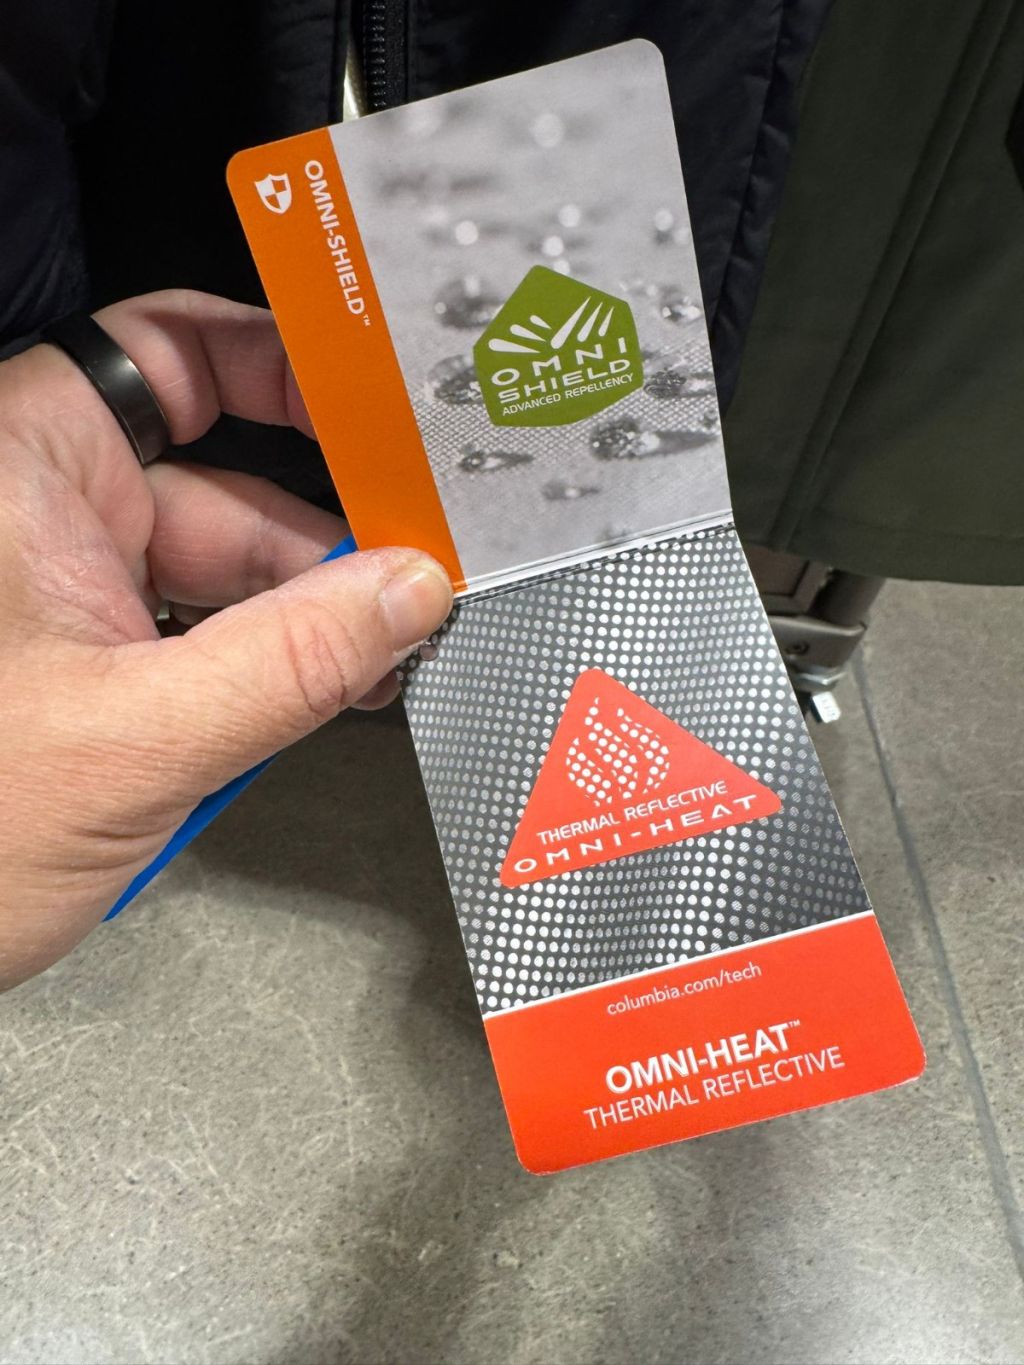 OMNI-SHIELD™
OMNI
SHIELD
ADVANCED REPELLENCY
THERMAL REFLECTIVE
OMNI-HEAT
columbia.com/tech
OMNI-HEAT™
THERMAL REFLECTIVE